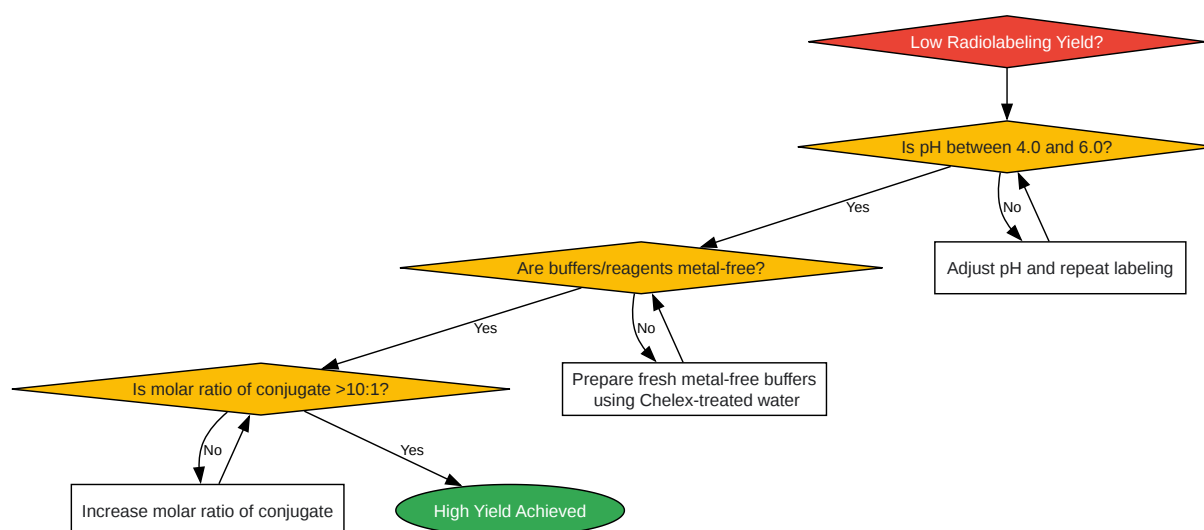 Low Radiolabeling Yield?
Is pH between 4.0 and 6.0?
Yes
No
Adjust pH and repeat labeling
Are buffers/reagents metal-free?
Yes
No
Prepare fresh metal-free buffers
using Chelex-treated water
Is molar ratio of conjugate >10:1?
No
Yes
Increase molar ratio of conjugate
High Yield Achieved